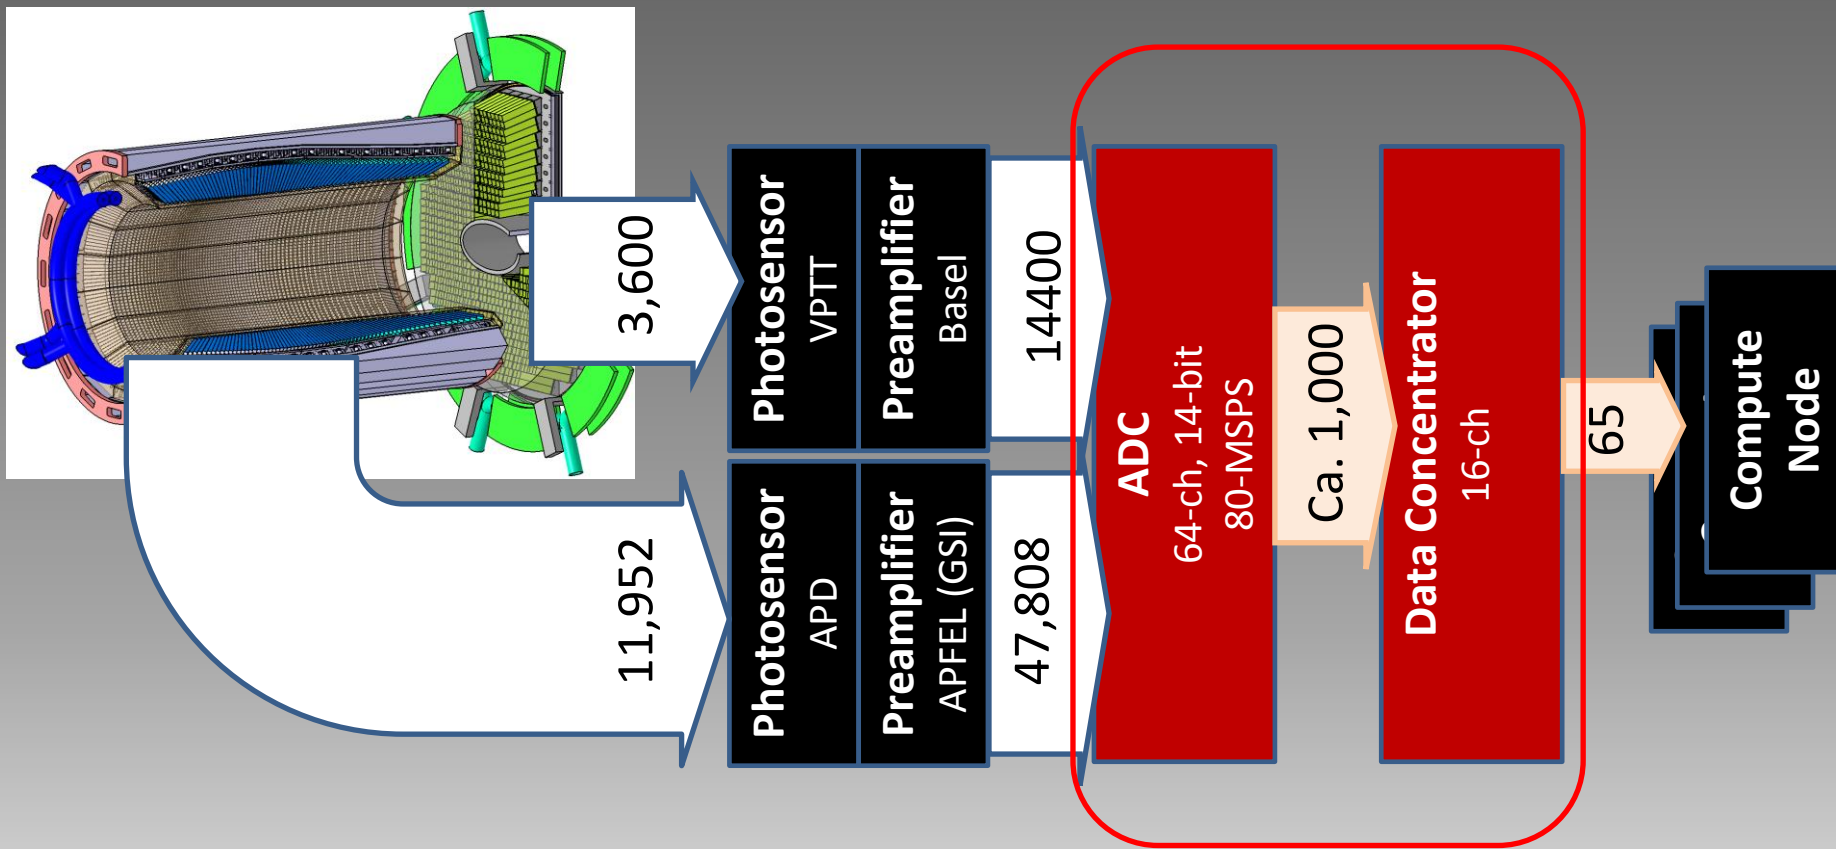 3,600
11,952
Photosensor
VPTT
Preamplifier
Basel
14400
Photosensor
APD
Preamplifier
APFEL (GSI)
47,808
ADC
64-ch, 14-bit
80-MSPS
Ca. 1,000
Data Concentrator
16-ch
65
Compute
Node